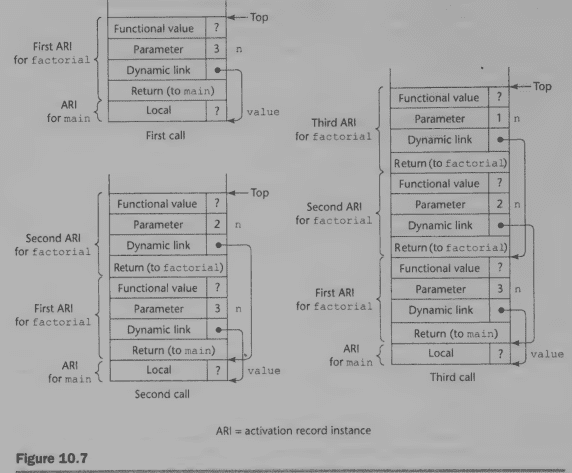 Top
Functional value ?
First ARI
for factorial
Parameter 3 n
Dynamic link
Return (to main)
ARI
for main
Local ? value
First call
Top
Functional value ?
Second ARI
for factorial
Parameter 2 n
Dynamic link
Return (to factorial)
Functional value ?
First ARI
for factorial
Parameter 3 n
Dynamic link
Return (to main)
ARI
for main
Local ? value
Second call
Top
Functional value ?
Third ARI
for factorial
Parameter 1 n
Dynamic link
Return (to factorial)
Functional value ?
Second ARI
for factorial
Parameter 2 n
Dynamic link
Return (to factorial)
Functional value ?
First ARI
for factorial
Parameter 3 n
Dynamic link
Return (to main)
ARI
for main
Local ? value
Third call
ARI = activation record instance
Figure 10.7